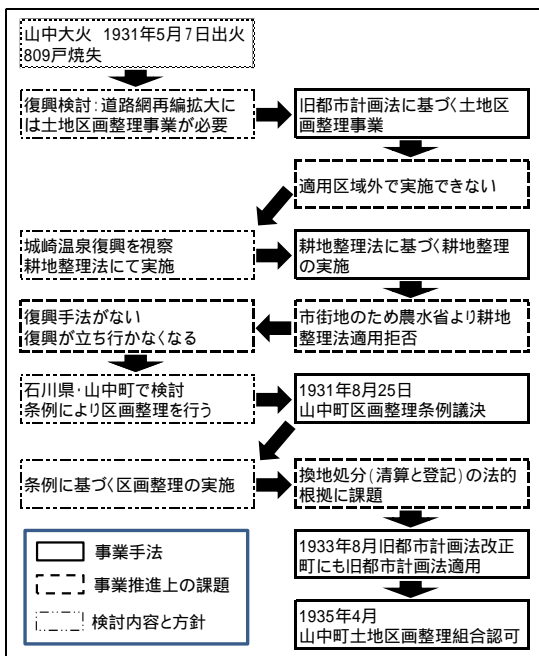 山中大火 1931年5月7日出火
809戸焼失
復興検討:道路網再編拡大に
は土地区画整理事業が必要
旧都市計画法に基づく土地区
画整理事業
適用区域外で実施できない
城崎温泉復興を視察
耕地整理法にて実施
耕地整理法に基づく耕地整理
の実施
復興手法がない
復興が立ち行かなくなる
市街地のため農水省より耕地
整理法適用拒否
石川県・山中町で検討
条例により区画整理を行う
1931年8月25日
山中町区画整理条例議決
条例に基づく区画整理の実施
換地処分(清算と登記)の法的
根拠に課題
1933年8月旧都市計画法改正
町にも旧都市計画法適用
1935年4月
山中町土地区画整理組合認可
事業手法
事業推進上の課題
検討内容と方針